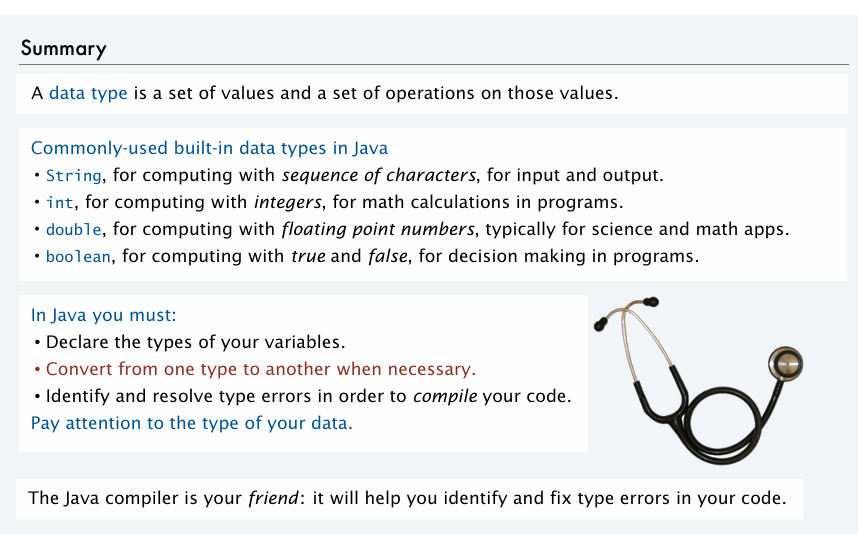 Summary
A data type is a set of values and a set of operations on those values.
Commonly-used built-in data types in Java
• String, for computing with sequence of characters, for input and output.
• int, for computing with integers, for math calculations in programs.
• double, for computing with floating point numbers, typically for science and math apps.
• boolean, for computing with true and false, for decision making in programs.
In Java you must:
• Declare the types of your variables.
• Convert from one type to another when necessary.
• Identify and resolve type errors in order to compile your code.
Pay attention to the type of your data.
The Java compiler is your friend: it will help you identify and fix type errors in your code.